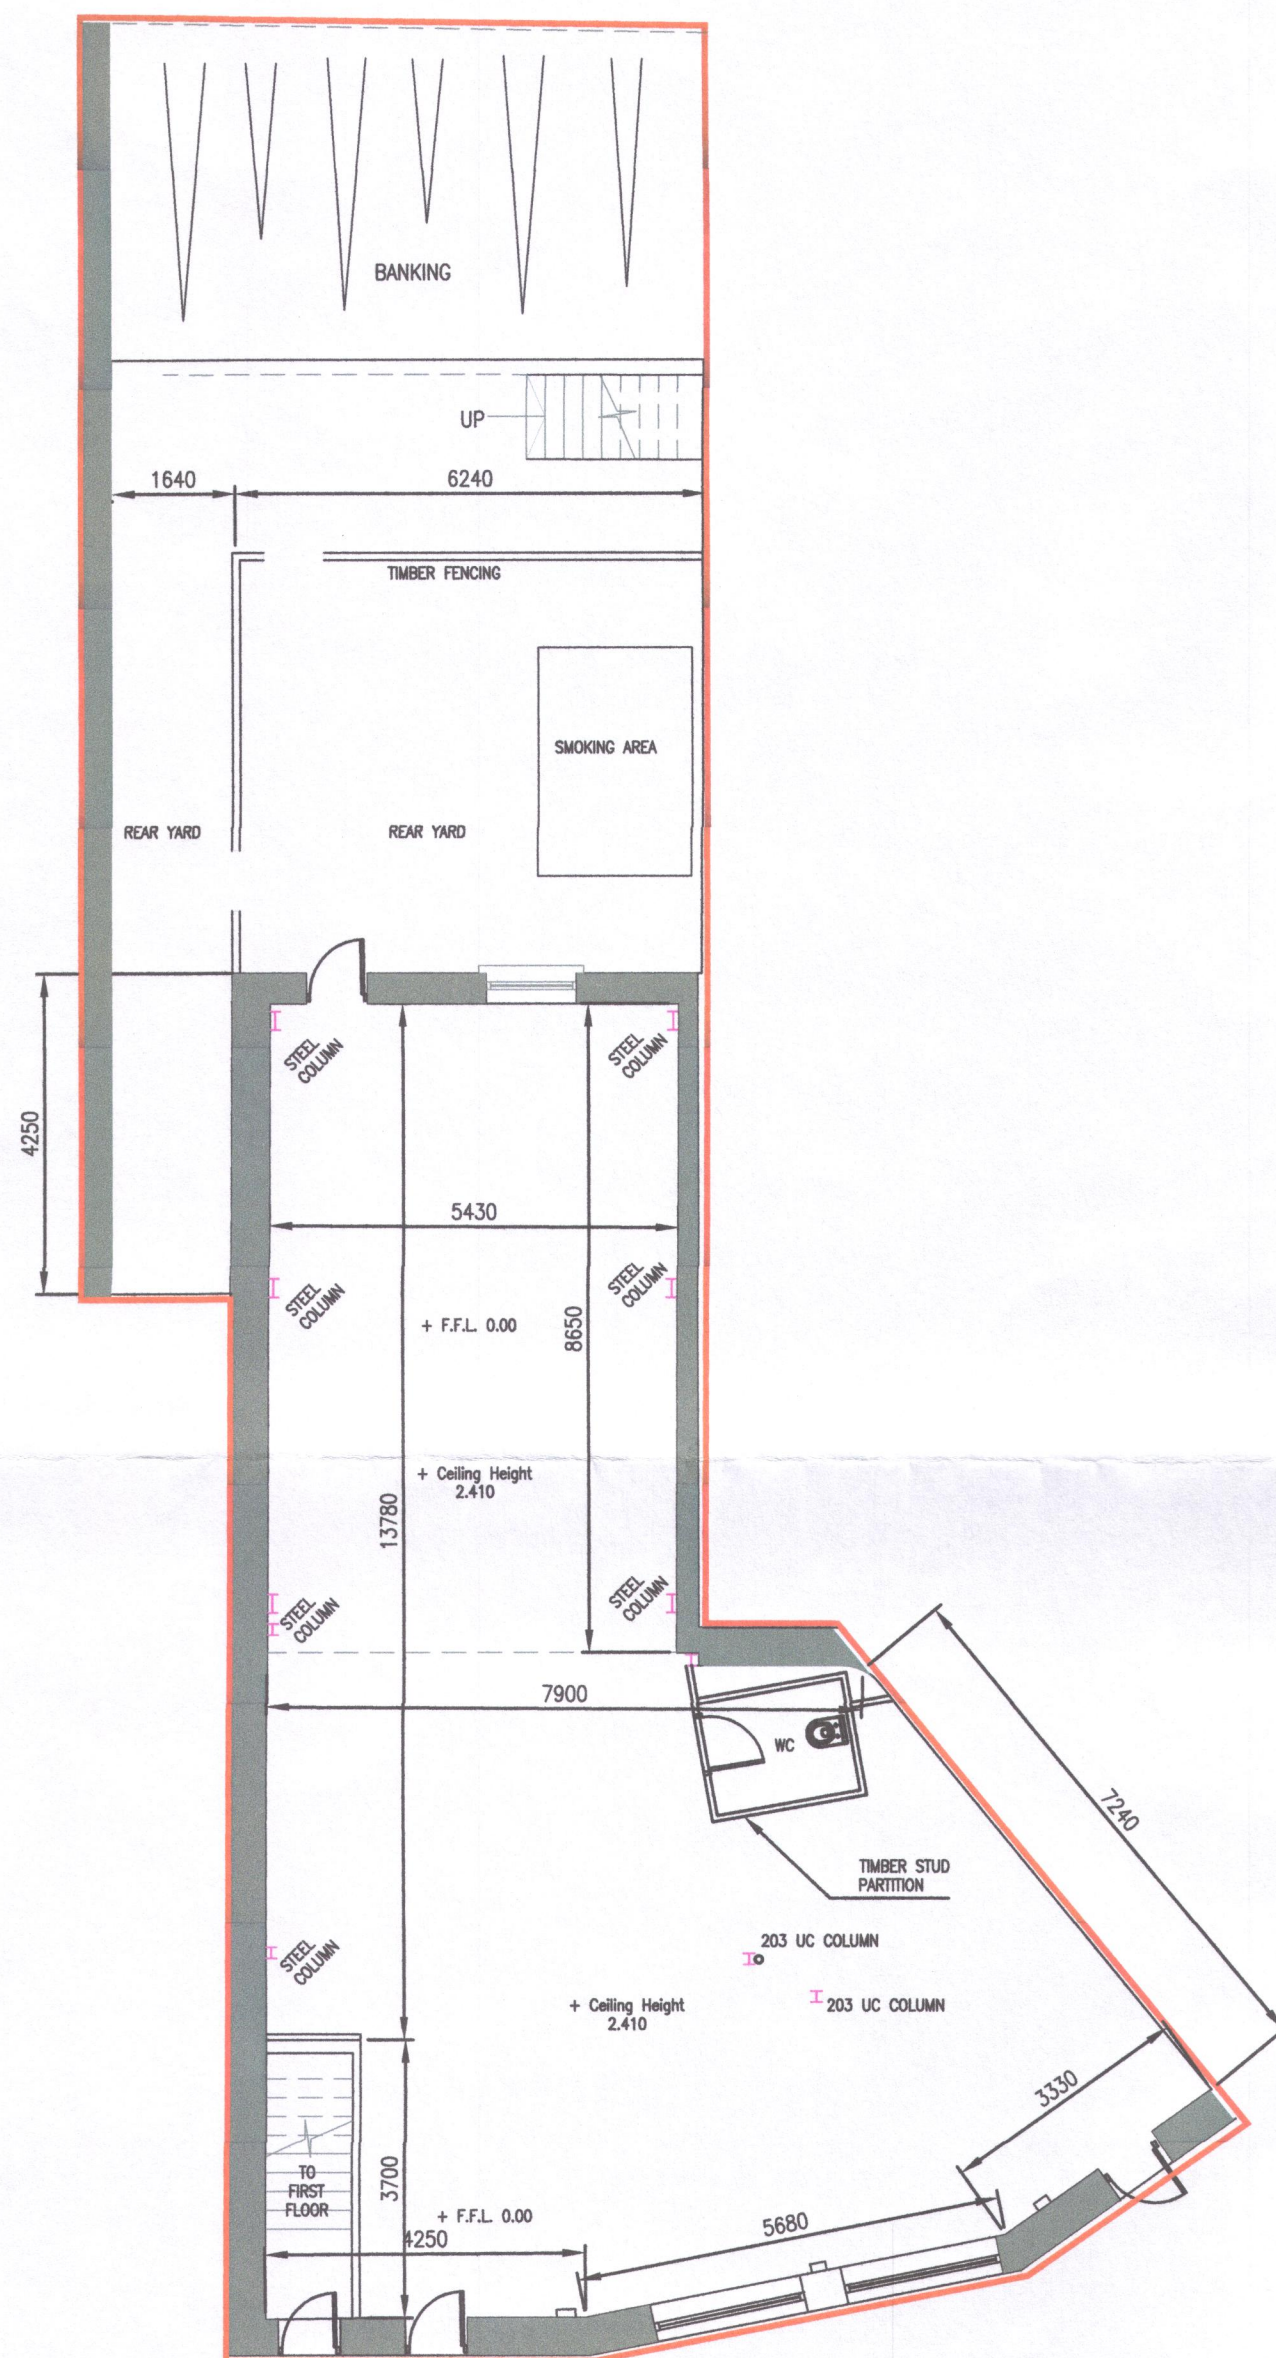 BANKING
UP
1640
6240
TIMBER FENCING
SMOKING AREA
REAR YARD
REAR YARD
STEEL
COLUMN
STEEL
COLUMN
4250
5430
STEEL
COLUMN
STEEL
COLUMN
+ F.F.L. 0.00
8650
+ Ceiling Height
2.410
13780
STEEL
COLUMN
STEEL
COLUMN
7900
WC
7240
TIMBER STUD
PARTITION
203 UC COLUMN
STEEL
COLUMN
203 UC COLUMN
+ Ceiling Height
2.410
3330
TO
FIRST
FLOOR
3700
+ F.F.L. 0.00
4250
5680